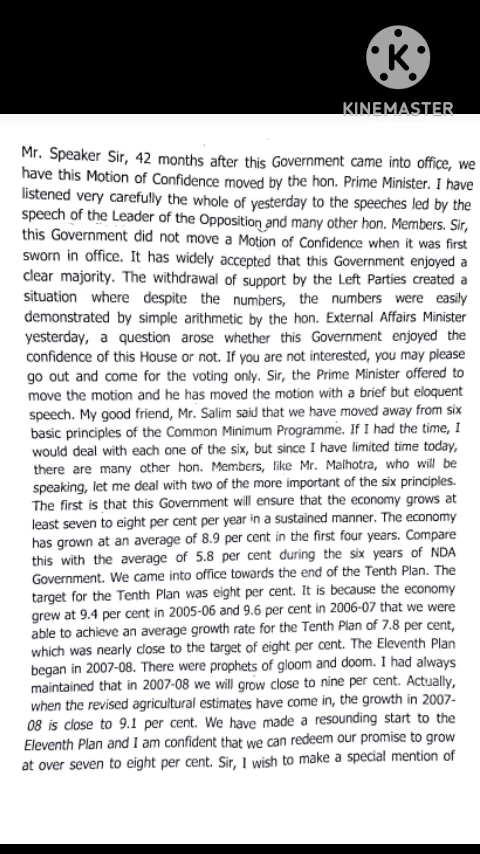 KINEMASTER
Mr. Speaker Sir, 42 months after this Government came into office, we
have this Motion of Confidence moved by the hon. Prime Minister. I have
listened very carefully the whole of yesterday to the speeches led by the
speech of the Leader of the Opposition and many other hon. Members. Sir,
this Government did not move a Motion of Confidence when it was first
sworn in office. It has widely accepted that this Government enjoyed a
clear majority. The withdrawal of support by the Left Parties created a
situation where despite the numbers, the numbers were easily
demonstrated by simple arithmetic by the hon. External Affairs Minister
yesterday, a question arose whether this Government enjoyed the
confidence of this House or not. If you are not interested, you may please
go out and come for the voting only. Sir, the Prime Minister offered to
move the motion and he has moved the motion with a brief but eloquent
speech. My good friend, Mr. Salim said that we have moved away from six
basic principles of the Common Minimum Programme. If I had the time, I
would deal with each one of the six, but since I have limited time today,
there are many other hon. Members, like Mr. Malhotra, who will be
speaking, let me deal with two of the more important of the six principles.
The first is that this Government will ensure that the economy grows at
least seven to eight per cent per year in a sustained manner. The economy
has grown at an average of 8.9 per cent in the first four years. Compare
this with the average of 5.8 per cent during the six years of NDA
Government. We came into office towards the end of the Tenth Plan. The
target for the Tenth Plan was eight per cent. It is because the economy
grew at 9.4 per cent in 2005-06 and 9.6 per cent in 2006-07 that we were
able to achieve an average growth rate for the Tenth Plan of 7.8 per cent,
which was nearly close to the target of eight per cent. The Eleventh Plan
began in 2007-08. There were prophets of gloom and doom. I had always
maintained that in 2007-08 we will grow close to nine per cent. Actually,
when the revised agricultural estimates have come in, the growth in 2007-
08 is close to 9.1 per cent. We have made a resounding start to the
Eleventh Plan and I am confident that we can redeem our promise to grow
at over seven to eight per cent. Sir, I wish to make a special mention of